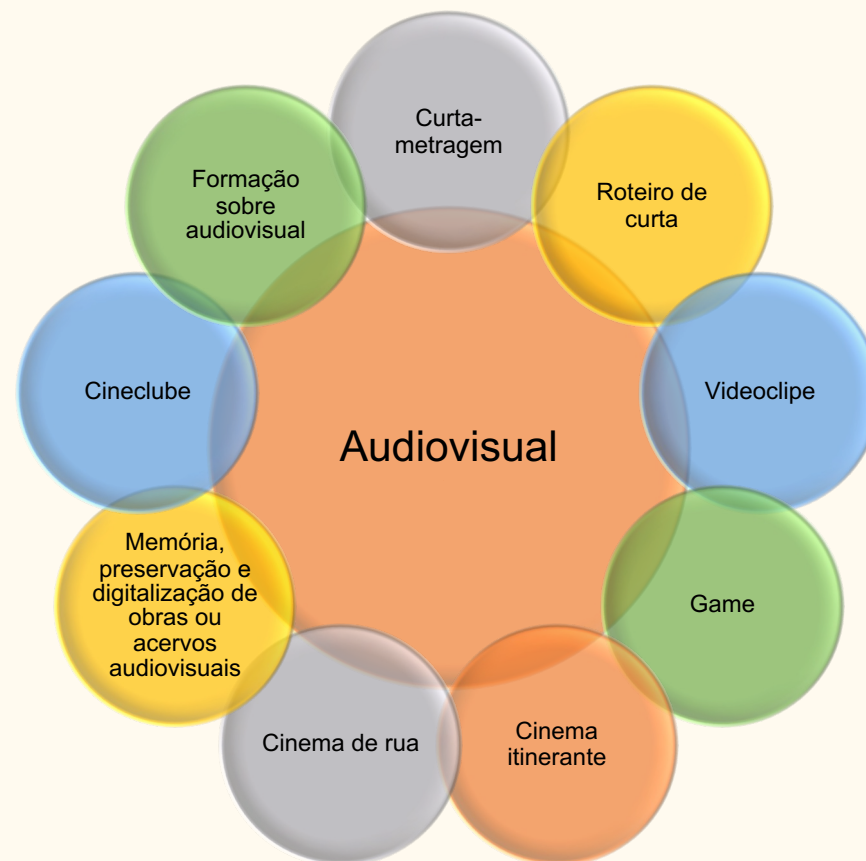 Curta-
metragem
Roteiro de
curta
Videoclipe
Game
Cinema
itinerante
Cinema de rua
Memória,
preservação e
digitalização de
obras ou
acervos
audiovisuais
Cineclube
Formação
sobre
audiovisual
Audiovisual